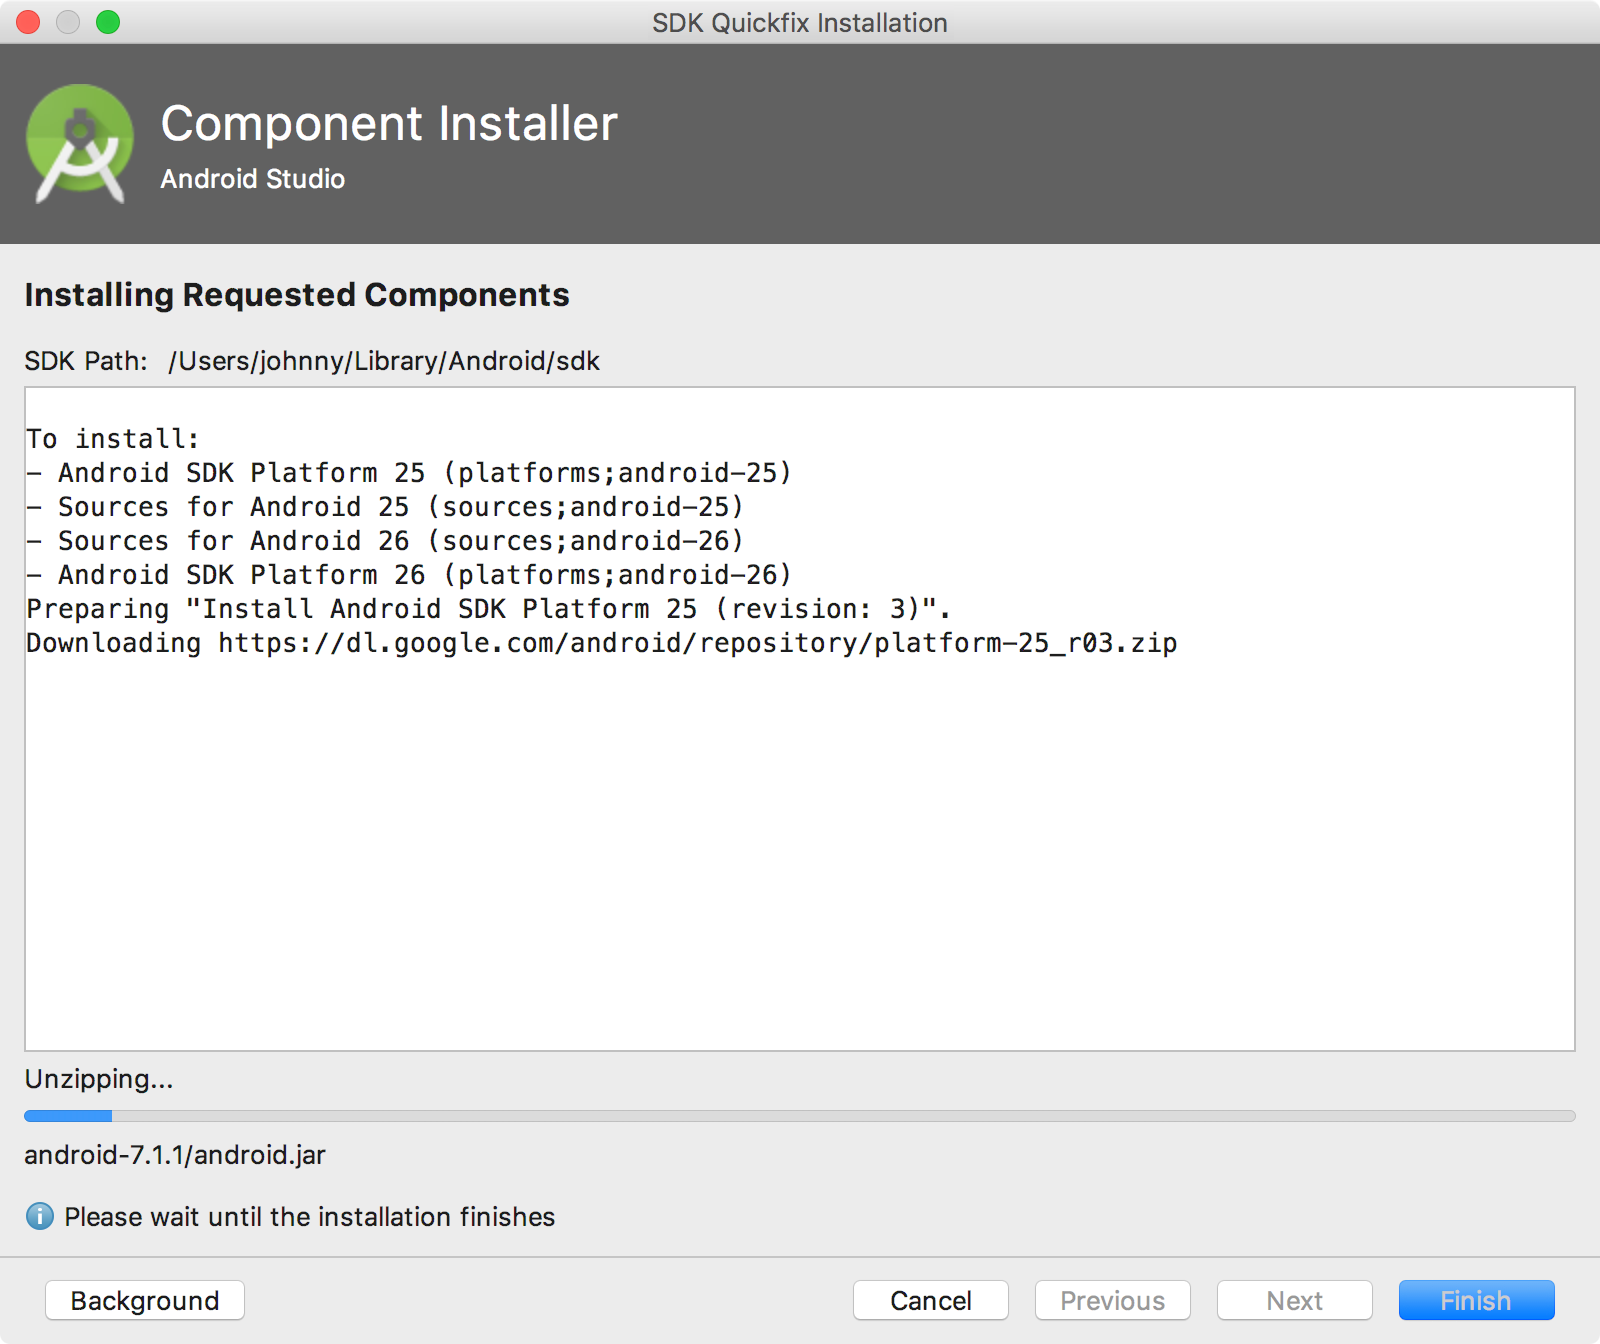 SDK Quickfix Installation
Component Installer
Android Studio
Installing Requested Components
SDK Path: /Users/johnny/Library/Android/sdk
To install:
- Android SDK Platform 25 (platforms;android-25)
- Sources for Android 25 (sources;android-25)
- Sources for Android 26 (sources;android-26)
- Android SDK Platform 26 (platforms;android-26)
Preparing "Install Android SDK Platform 25 (revision: 3)".
Downloading https://dl.google.com/android/repository/platform-25_r03.zip
Unzipping...
android-7.1.1/android.jar
Please wait until the installation finishes
Background Cancel Previous Next Finish